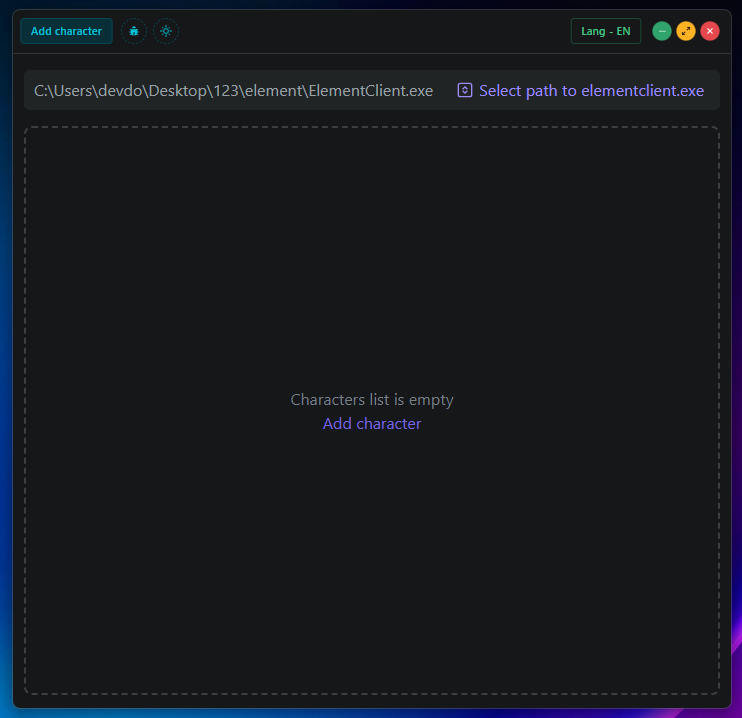 Add character
Lang - EN
C:\Users\devdo\Desktop\123\element\ElementClient.exe
Select path to elementclient.exe
Characters list is empty
Add character